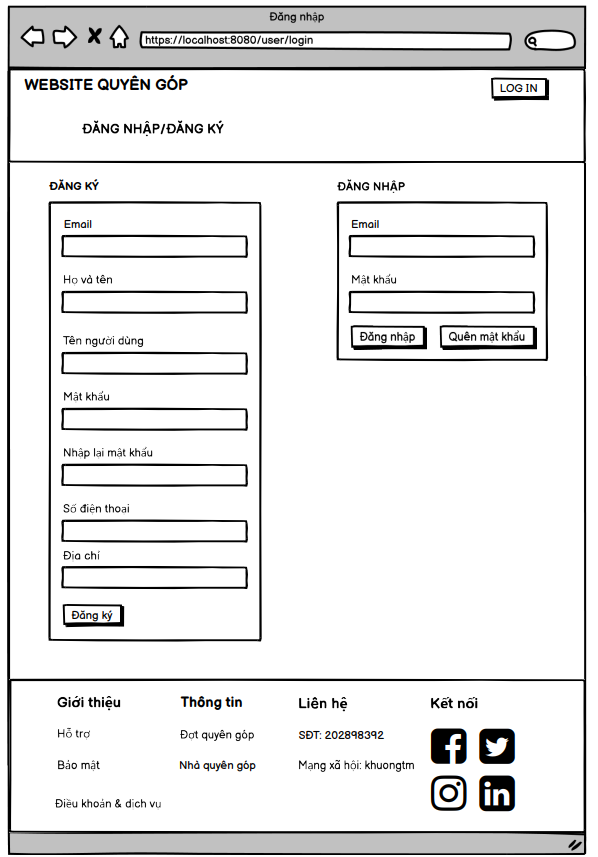 Đăng nhập
https://localhost:8080/user/login
WEBSITE QUYÊN GÓP
LOG IN
ĐĂNG NHẬP/ĐĂNG KÝ
ĐĂNG KÝ
Email
Họ và tên
Tên người dùng
Mật khẩu
Nhập lại mật khẩu
Số điện thoại
Địa chỉ
Đăng ký
ĐĂNG NHẬP
Email
Mật khẩu
Đăng nhập
Quên mật khẩu
Giới thiệu
Hỗ trợ
Bảo mật
Điều khoản & dịch vụ
Thông tin
Đợt quyên góp
Nhà quyên góp
Liên hệ
SĐT: 202898392
Mạng xã hội: khuongtm
Kết nối